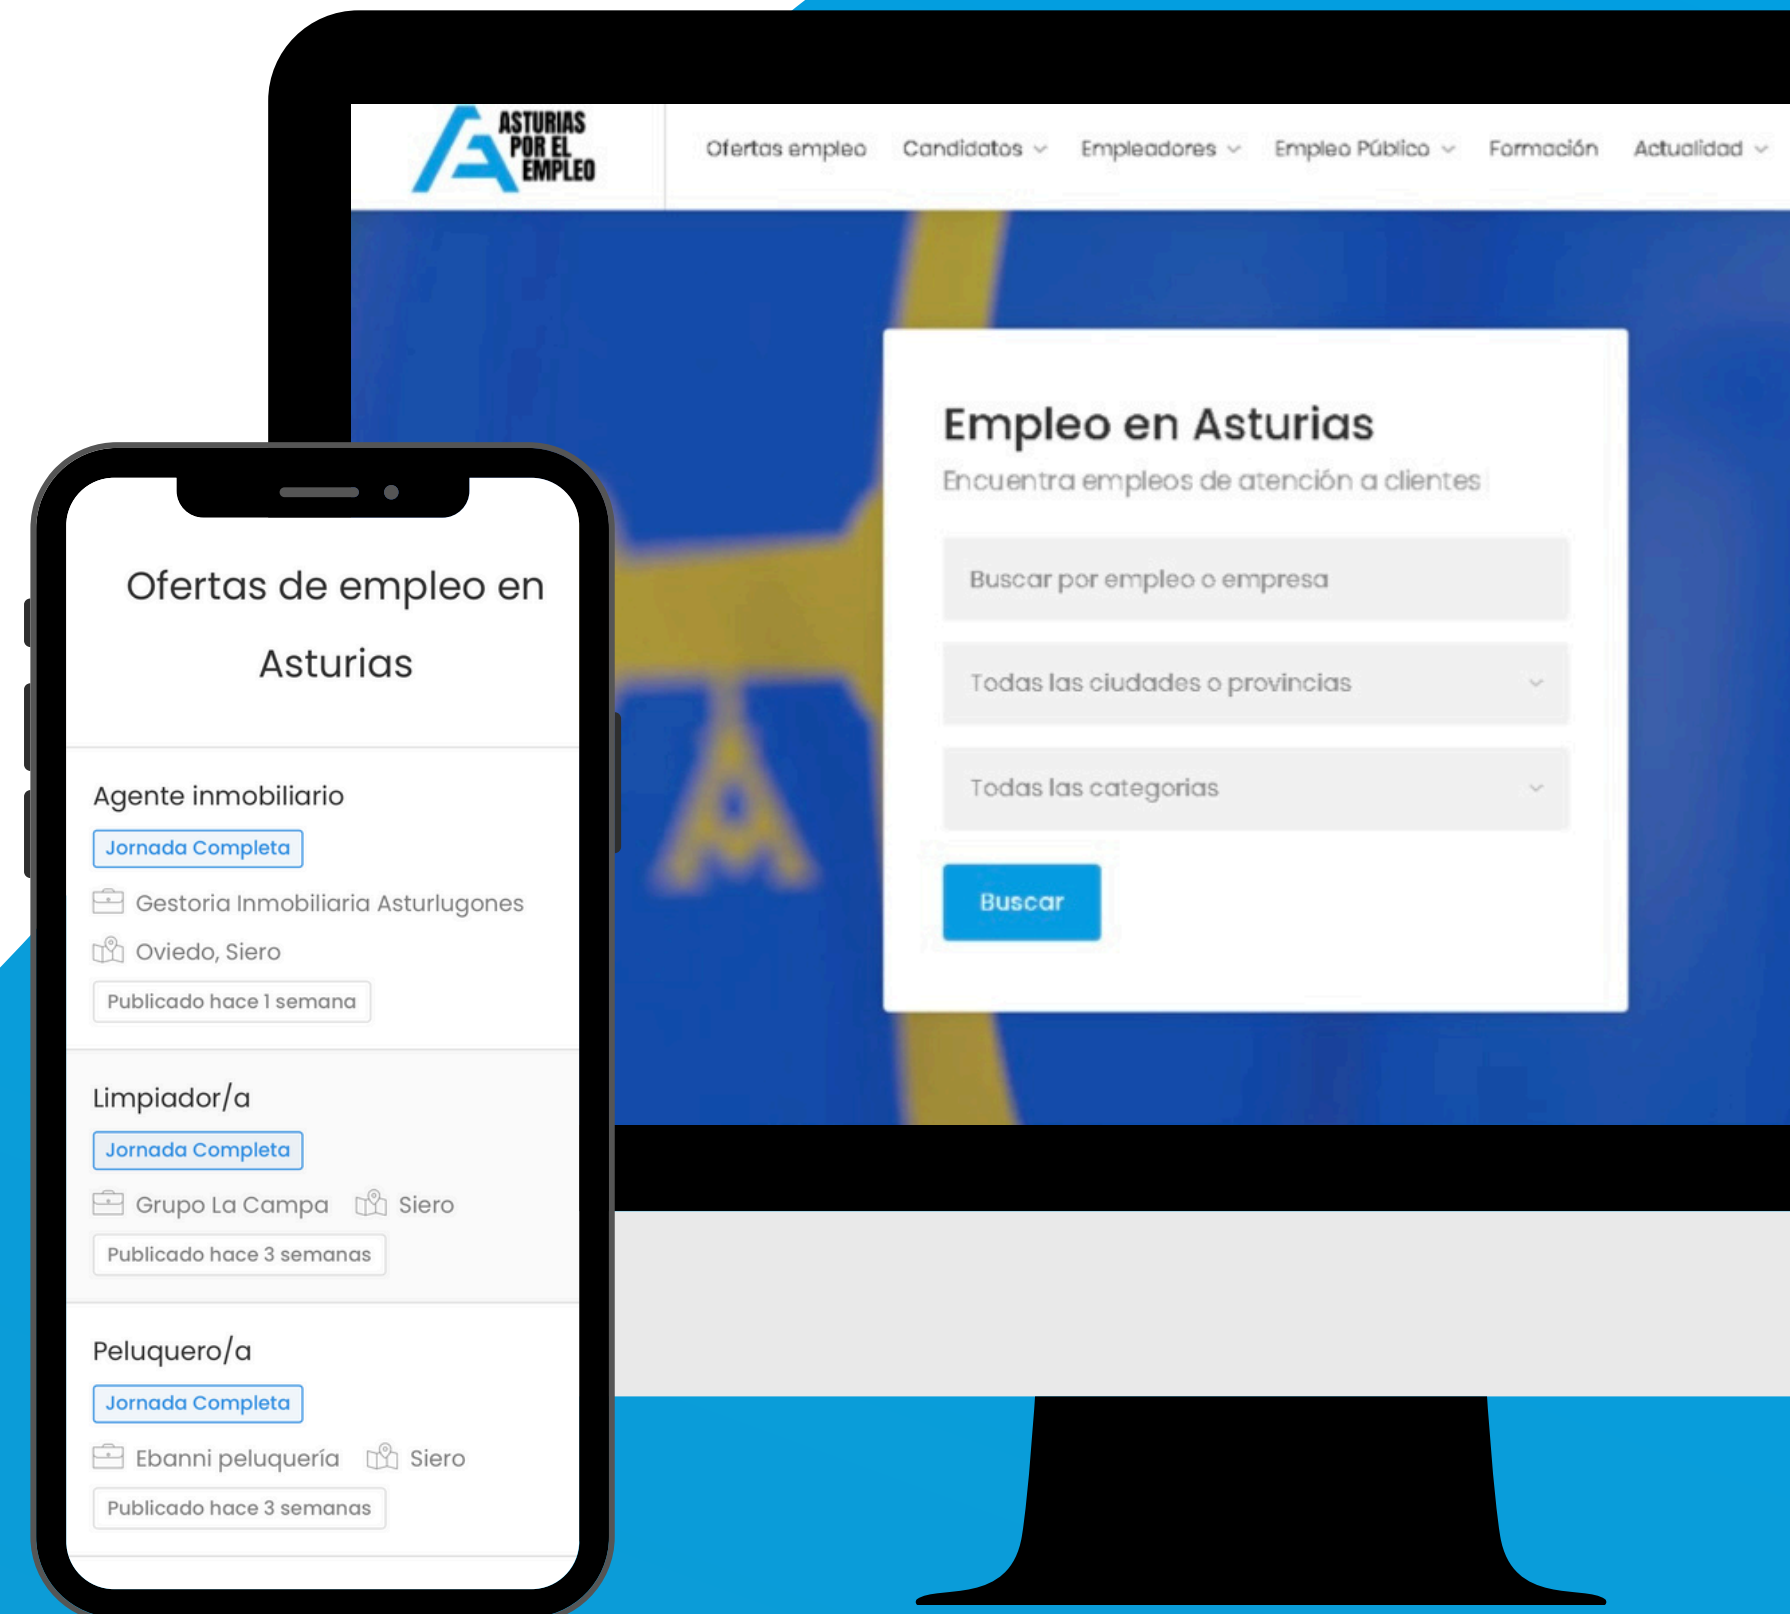 ASTURIAS
POR EL
EMPLEO
Ofertas empleo Candidatos Empleadores Empleo Público Formación Actualidad
Empleo en Asturias
Encuentra empleos de atención a clientes
Buscar por empleo o empresa
Todas las ciudades o provincias
Todas las categorias
Buscar
Ofertas de empleo en
Asturias
Agente inmobiliario
Jornada Completa
Gestoria Inmobiliaria Asturlugones
Oviedo, Siero
Publicado hace 1 semana
Limpiador/a
Jornada Completa
Grupo La Campa Siero
Publicado hace 3 semanas
Peluquero/a
Jornada Completa
Ebanni peluquería Siero
Publicado hace 3 semanas